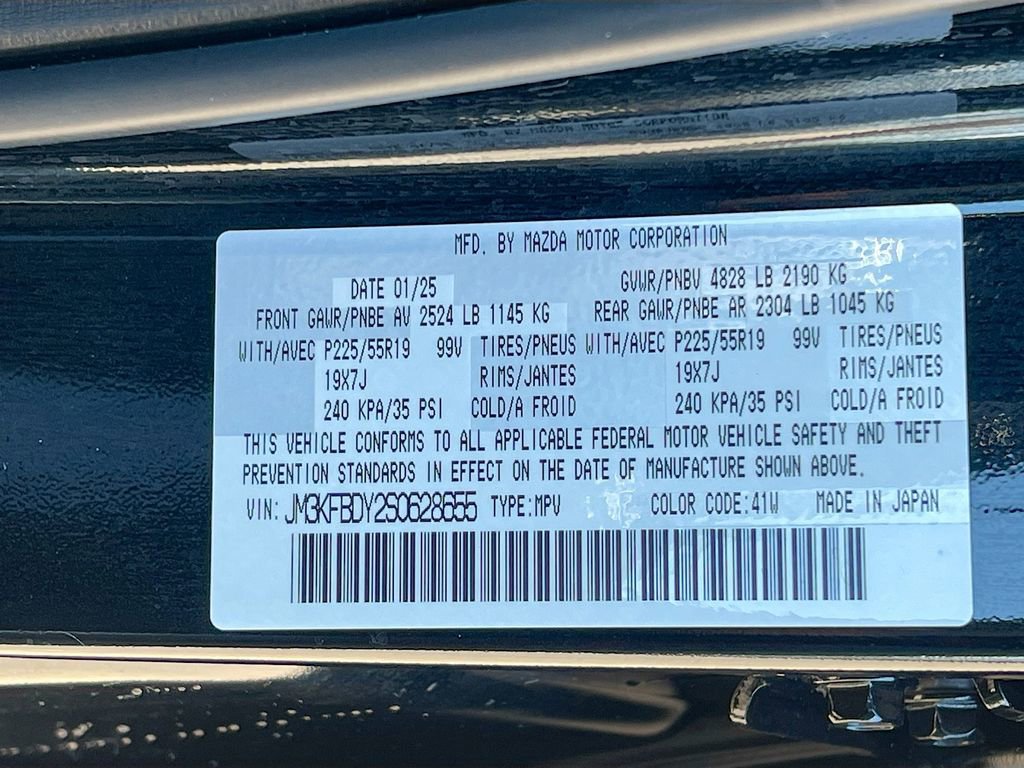 MFD. BY MAZDA MOTOR CORPORATION
DATE 01/25 GVWR/PNBV 4828 LB 2190 KG
FRONT GAWR/PNBE AV 2524 LB 1145 KG REAR GAWR/PNBE AR 2304 LB 1045 KG
WITH/AVEC P225/55R19 99V TIRES/PNEUS WITH/AVEC P225/55R19 99V TIRES/PNEUS
19X7J RIMS/JANTES 19X7J RIMS/JANTES
240 KPA/35 PSI COLD/A FROID 240 KPA/35 PSI COLD/A FROID
THIS VEHICLE CONFORMS TO ALL APPLICABLE FEDERAL MOTOR VEHICLE SAFETY AND THEFT
PREVENTION STANDARDS IN EFFECT ON THE DATE OF MANUFACTURE SHOWN ABOVE.
VIN: JM3KFBDY2S0628655 TYPE:MPV COLOR CODE:41W MADE IN JAPAN